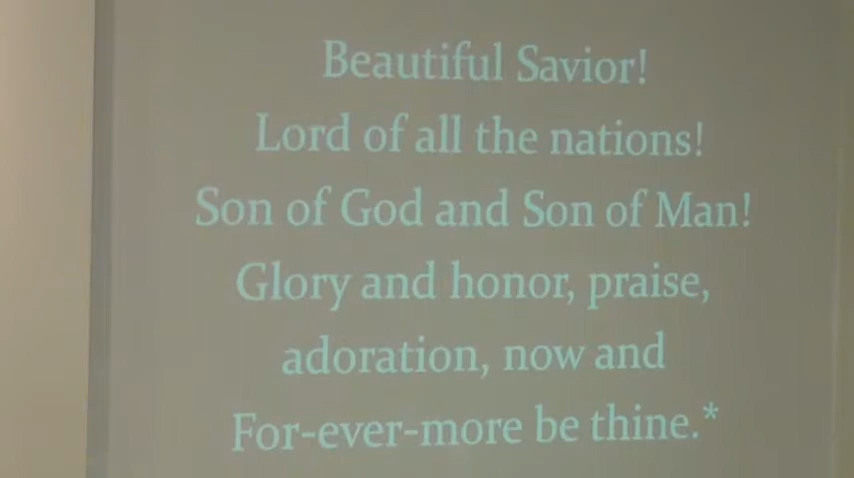 Beautiful Savior!
Lord of all the nations!
Son of God and Son of Man!
Glory and honor, praise,
adoration, now and
For-ever-more be thine.*